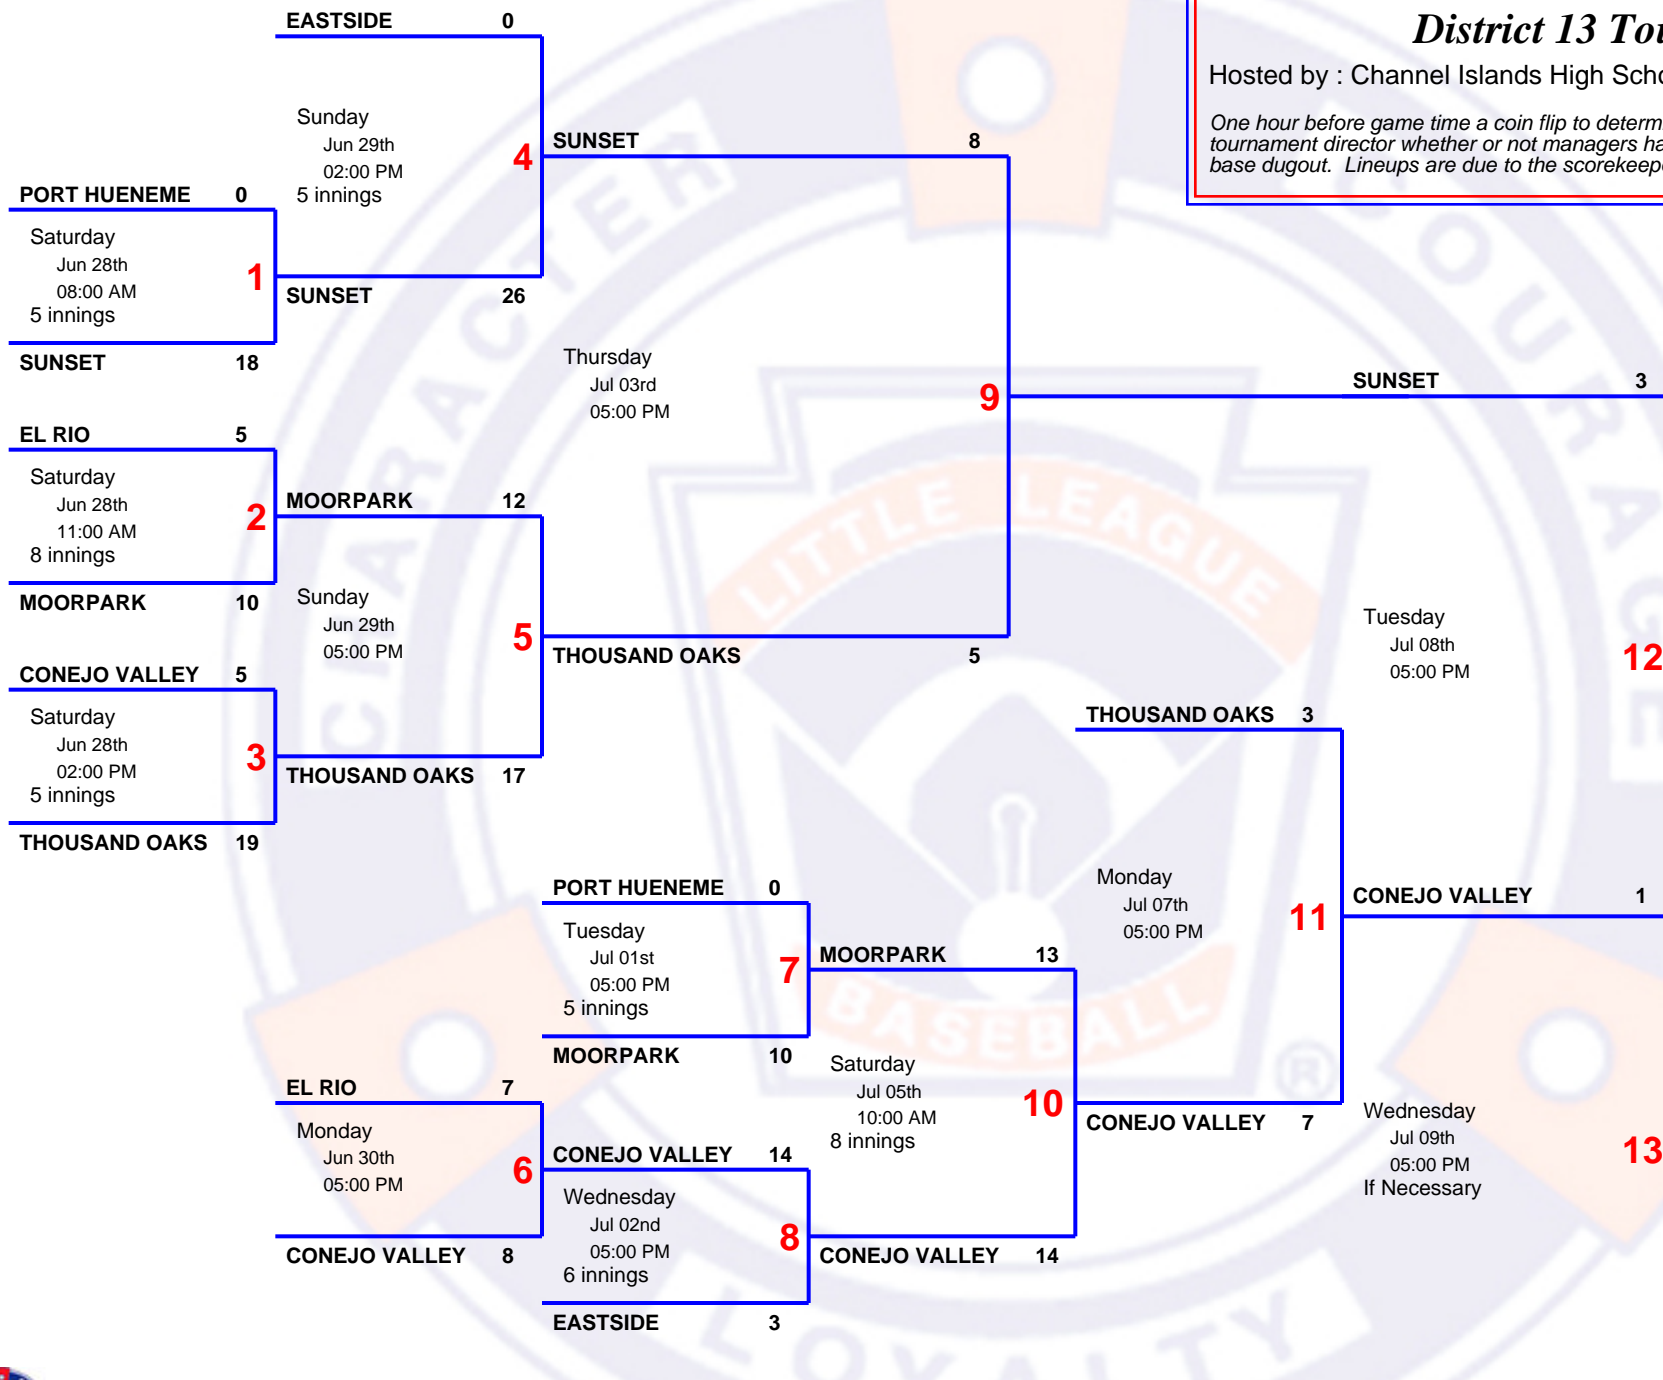 District 13 
Hosted by : Channel Islands High
One hour before game time a coin flip to
tournament director whether or not managers
base dugout. Lineups are due to the
EASTSIDE 0
Sunday
Jun 29th
02:00 PM
5 innings
4
SUNSET 8
PORT HUENEME 0
Saturday
Jun 28th
08:00 AM
5 innings
1
SUNSET 26
SUNSET 18
Thursday
Jul 03rd
05:00 PM
9
SUNSET 3
EL RIO 5
Saturday
Jun 28th
11:00 AM
8 innings
2
MOORPARK 12
MOORPARK 10
Sunday
Jun 29th
05:00 PM
5
THOUSAND OAKS 5
CONEJO VALLEY 5
Saturday
Jun 28th
02:00 PM
5 innings
3
THOUSAND OAKS 17
THOUSAND OAKS 19
Tuesday
Jul 08th
05:00 PM
12
THOUSAND OAKS 3
Monday
Jul 07th
05:00 PM
11
CONEJO VALLEY 1
PORT HUENEME 0
Tuesday
Jul 01st
05:00 PM
5 innings
7
MOORPARK 13
MOORPARK 10
Saturday
Jul 05th
10:00 AM
8 innings
10
CONEJO VALLEY 7
EL RIO 7
Monday
Jun 30th
05:00 PM
6
CONEJO VALLEY 14
CONEJO VALLEY 8
Wednesday
Jul 02nd
05:00 PM
6 innings
8
CONEJO VALLEY 14
EASTSIDE 3
Wednesday
Jul 09th
05:00 PM
If Necessary
13
CHARACTER
COURAGE
LOYALTY
LITTLE LEAGUE
BASEBALL
®